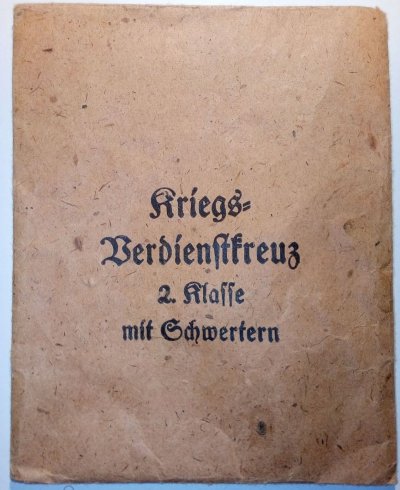 Kriegs=
Verdienstkreuz
2. Klasse
mit Schwertern